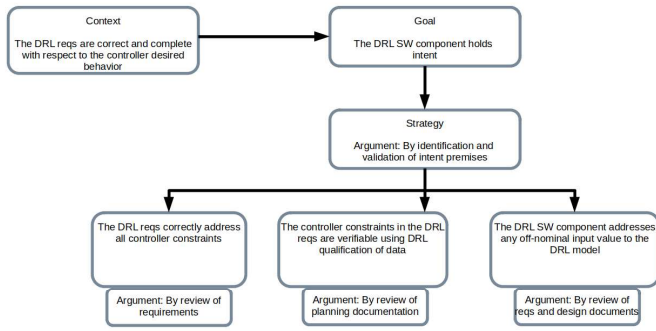 Context
The DRL reqs are correct and complete
with respect to the controller desired
behavior
Goal
The DRL SW component holds
intent
Strategy
Argument: By identification and
validation of intent premises
The DRL reqs correctly address
all controller constraints
Argument: By review of
requirements
The controller constraints in the DRL
reqs are verifiable using DRL
qualification of data
Argument: By review of
planning documentation
The DRL SW component addresses
any off-nominal input value to the
DRL model
Argument: By review of
reqs and design documents